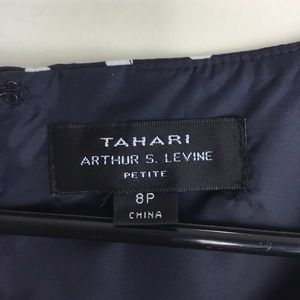 TAHARI
ARTHUR S. LEVINE
PETITE
8P
CHINA